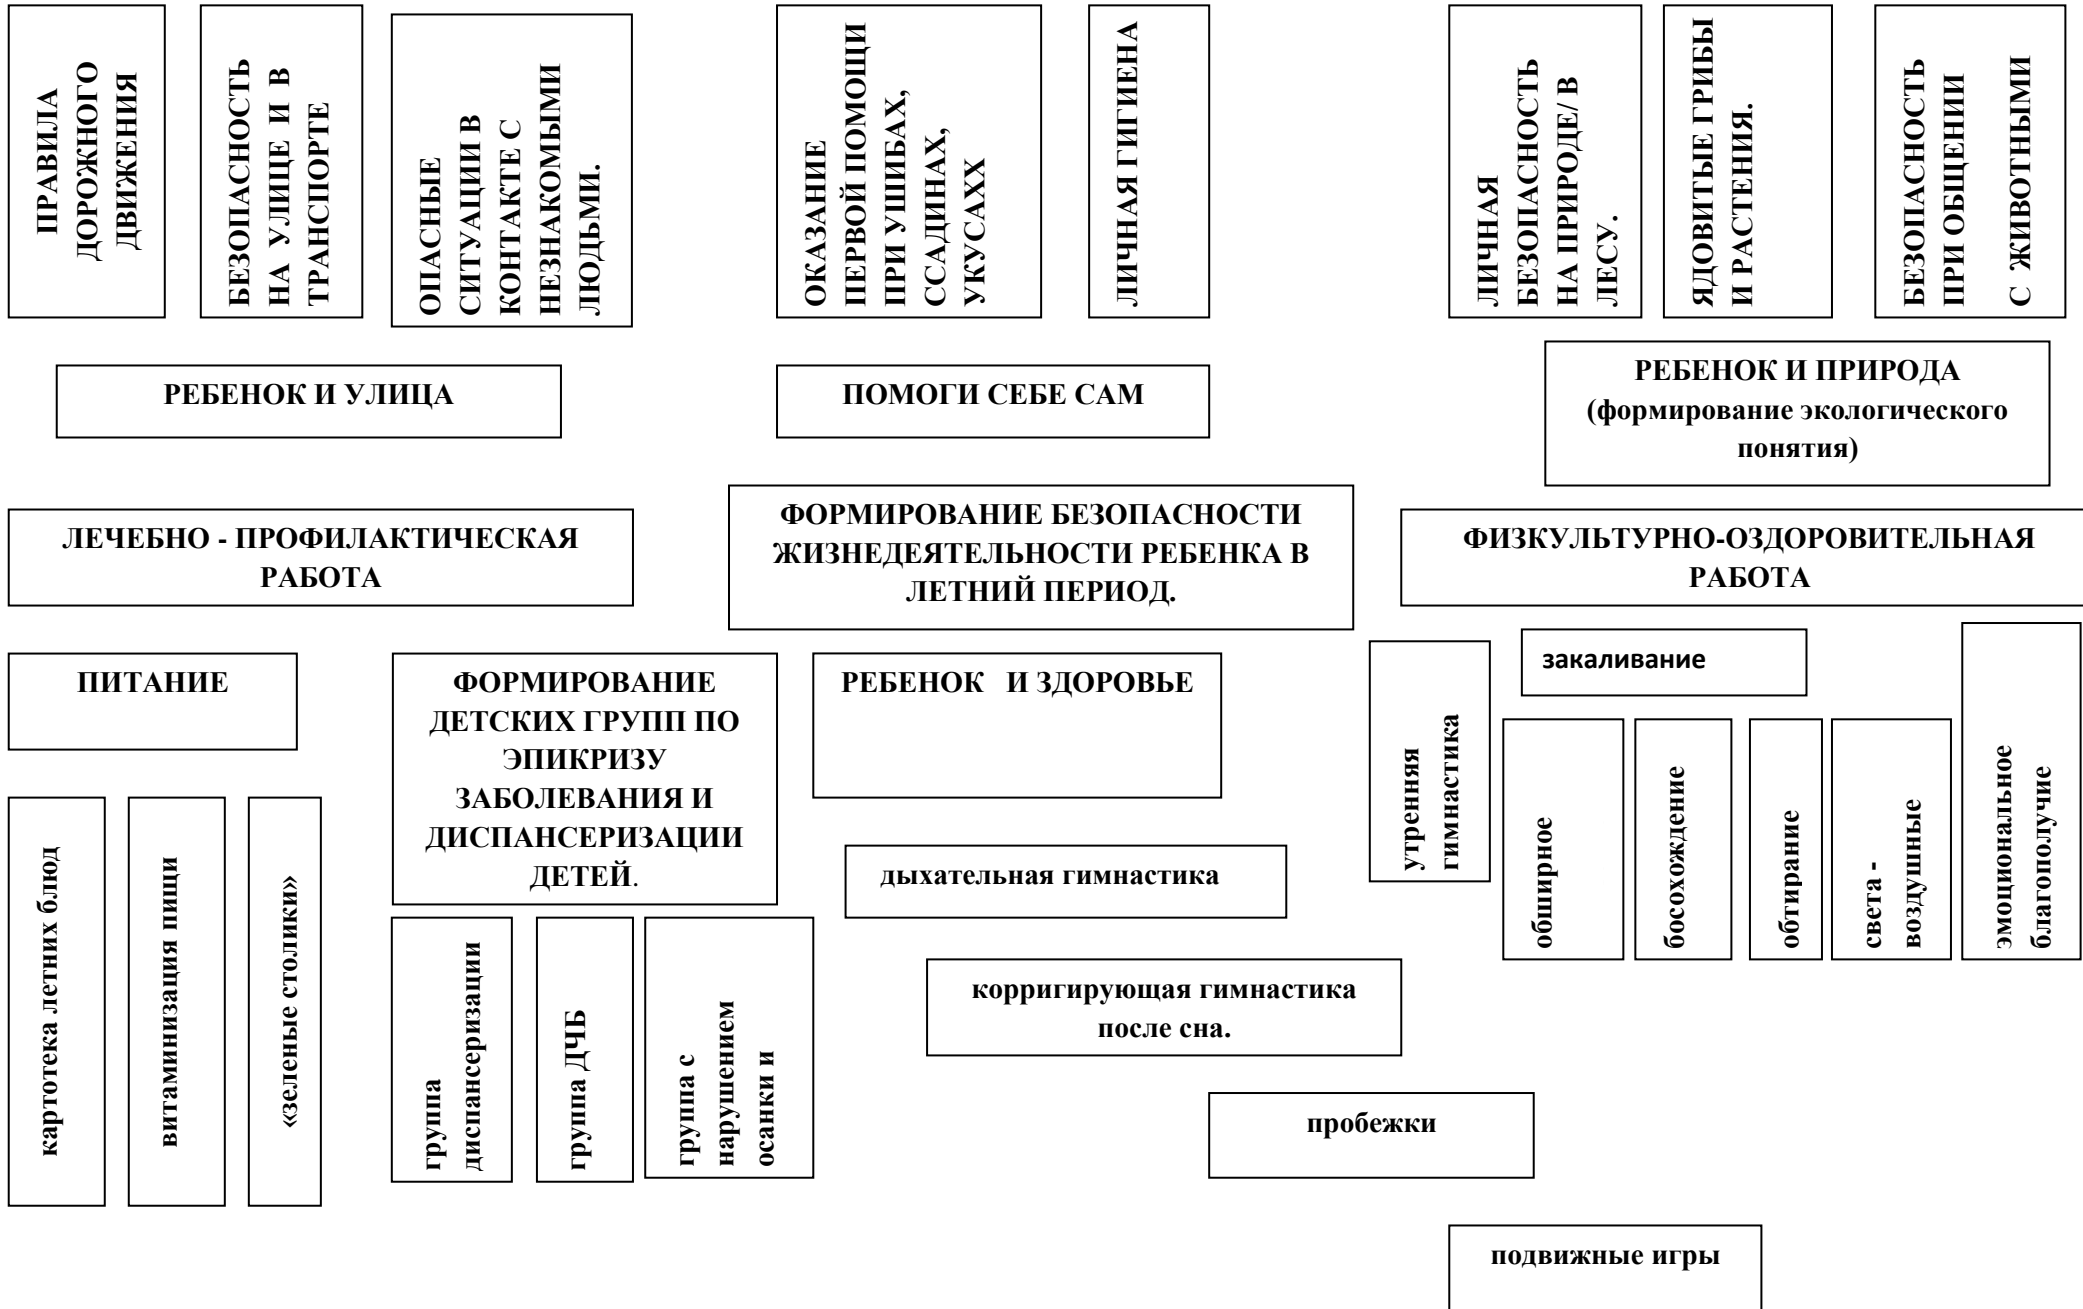 ПРАВИЛА
ДОРОЖНОГО
ДВИЖЕНИЯ
БЕЗОПАСНОСТЬ
НА УЛИЦЕ И В
ТРАНСПОРТЕ
ОПАСНЫЕ
СИТУАЦИИ В
КОНТАКТЕ С
НЕЗНАКОМЫМИ
ЛЮДЬМИ.
ОКАЗАНИЕ
ПЕРВОЙ ПОМОЩИ
ПРИ УШИБАХ,
ССАДИНАХ,
УКУСАХХ
ЛИЧНАЯ ГИГИЕНА
ЛИЧНАЯ
БЕЗОПАСНОСТЬ
НА ПРИРОДЕ/ В
ЛЕСУ.
ЯДОВИТЫЕ ГРИБЫ
И РАСТЕНИЯ.
БЕЗОПАСНОСТЬ
ПРИ ОБЩЕНИИ
С ЖИВОТНЫМИ
РЕБЕНОК И УЛИЦА
ПОМОГИ СЕБЕ САМ
РЕБЕНОК И ПРИРОДА
(формирование экологического
понятия)
ЛЕЧЕБНО - ПРОФИЛАКТИЧЕСКАЯ
РАБОТА
ФОРМИРОВАНИЕ БЕЗОПАСНОСТИ
ЖИЗНЕДЕЯТЕЛЬНОСТИ РЕБЕНКА В
ЛЕТНИЙ ПЕРИОД.
ФИЗКУЛЬТУРНО-ОЗДОРОВИТЕЛЬНАЯ
РАБОТА
ПИТАНИЕ
ФОРМИРОВАНИЕ
ДЕТСКИХ ГРУПП ПО
ЭПИКРИЗУ
ЗАБОЛЕВАНИЯ И
ДИСПАНСЕРИЗАЦИИ
ДЕТЕЙ.
РЕБЕНОК И ЗДОРОВЬЕ
утренняя
гимнастика
закаливание
обширное
босохождение
обтирание
света -
воздушные
эмоциональное
благополучие
картотека летних блюд
витаминизация пищи
«зеленые столики»
группа
диспансеризации
группа ДЧБ
группа с
нарушением
осанки и
дыхательная гимнастика
корригирующая гимнастика
после сна.
пробежки
подвижные игры